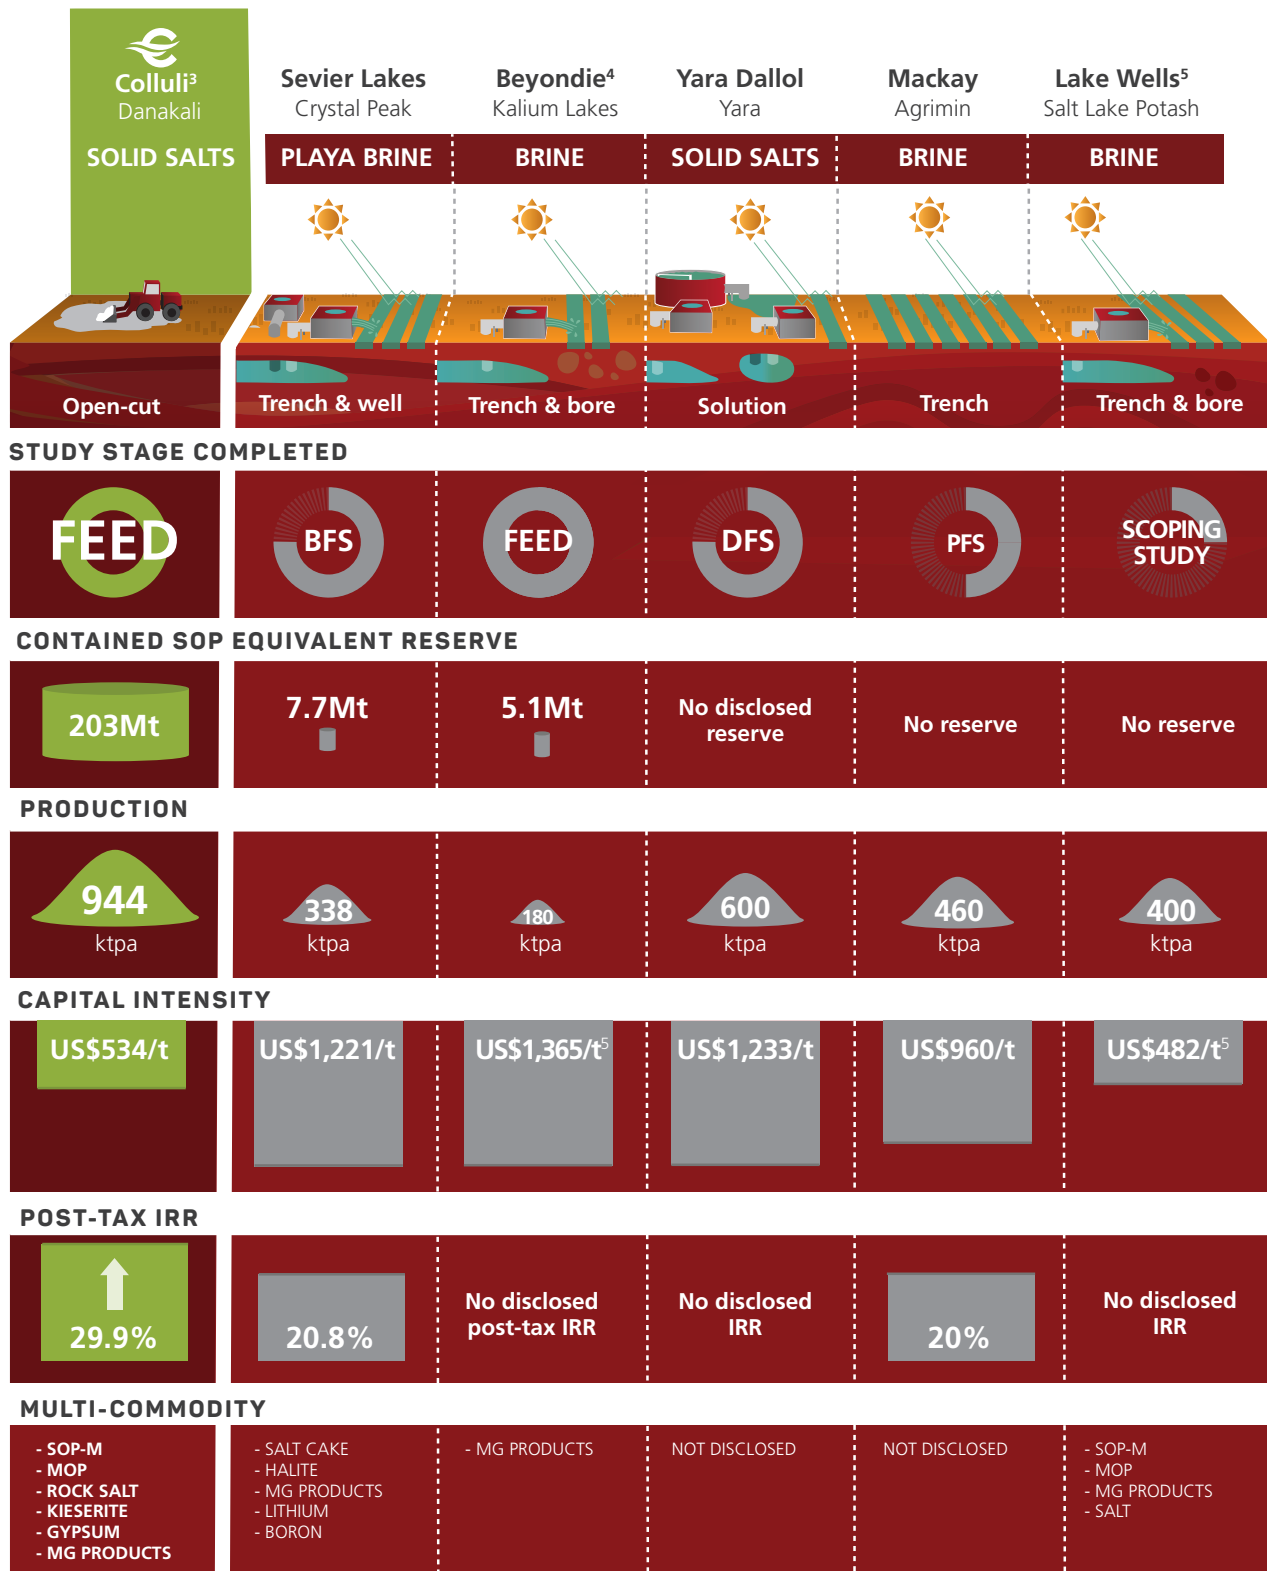 Colluli³
Danakali
SOLID SALTS
Sevier Lakes
Crystal Peak
PLAYA BRINE
Beyondie⁴
Kalium Lakes
BRINE
Yara Dallol
Yara
SOLID SALTS
Mackay
Agrimin
BRINE
Lake Wells⁵
Salt Lake Potash
BRINE
Open-cut
Trench & well
Trench & bore
Solution
Trench
Trench & bore
STUDY STAGE COMPLETED
FEED
BFS
FEED
DFS
PFS
SCOPING
STUDY
CONTAINED SOP EQUIVALENT RESERVE
203Mt
7.7Mt
5.1Mt
No disclosed
reserve
No reserve
No reserve
PRODUCTION
944
ktpa
338
ktpa
180
ktpa
600
ktpa
460
ktpa
400
ktpa
CAPITAL INTENSITY
US$534/t
US$1,221/t
US$1,365/t⁵
US$1,233/t
US$960/t
US$482/t⁵
POST-TAX IRR
29.9%
20.8%
No disclosed
post-tax IRR
No disclosed
IRR
20%
No disclosed
IRR
MULTI-COMMODITY
- SOP-M
- MOP
- ROCK SALT
- KIESERITE
- GYPSUM
- MG PRODUCTS
- SALT CAKE
- HALITE
- MG PRODUCTS
- LITHIUM
- BORON
- MG PRODUCTS
NOT DISCLOSED
NOT DISCLOSED
- SOP-M
- MOP
- MG PRODUCTS
- SALT